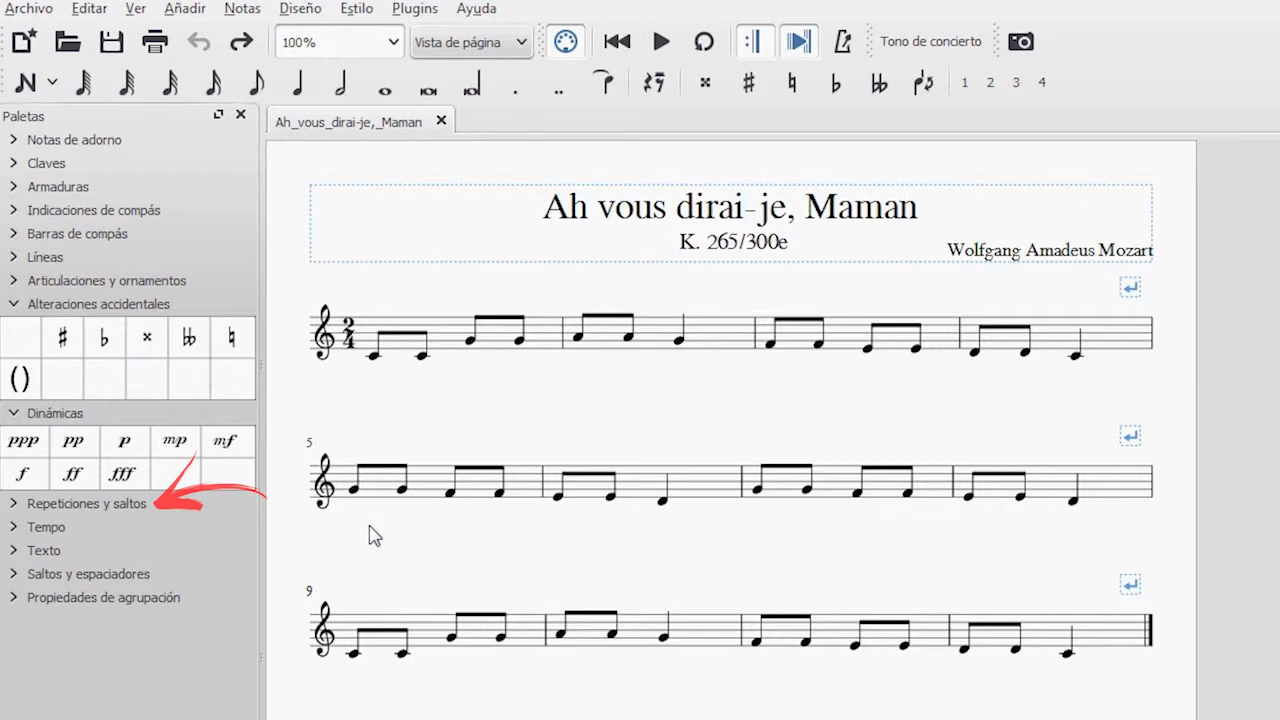 Archivo Editar Ver Añadir Notas Diseño Estilo Plugins Ayuda
100% Vista de página Tono de concierto
1 2 3 4
Paletas
Notas de adorno
Claves
Armaduras
Indicaciones de compás
Barras de compás
Líneas
Articulaciones y ornamentos
Alteraciones accidentales
()
Dinámicas
ppp pp p mp mf
f ff fff
Repeticiones y saltos
Tempo
Texto
Saltos y espaciadores
Propiedades de agrupación
Ah_vous_dirai-je,_Maman
Ah vous dirai-je, Maman
K. 265/300e
Wolfgang Amadeus Mozart
2
4
5
9